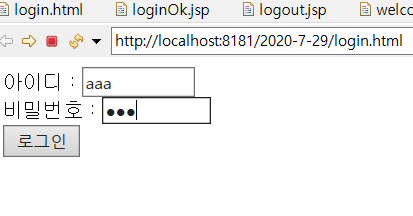 login.html loginOk.jsp logout.jsp welco
http://localhost:8181/2020-7-29/login.html
아이디 : aaa
비밀번호 : ●●●
로그인